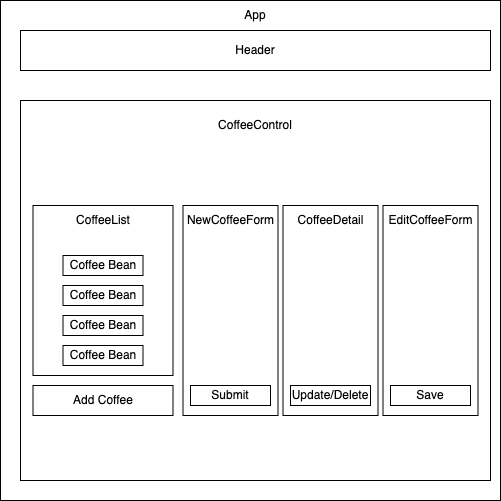 App
Header
CoffeeControl
CoffeeList
NewCoffeeForm
CoffeeDetail
EditCoffeeForm
Coffee Bean
Coffee Bean
Coffee Bean
Coffee Bean
Add Coffee
Submit
Update/Delete
Save